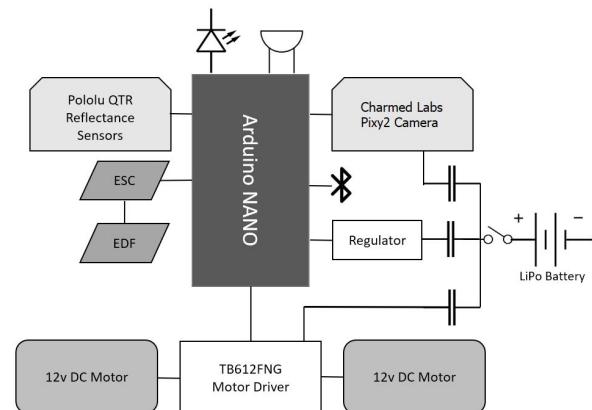 Pololu QTR
Reflectance
Sensors
Arduino NANO
Charmed Labs
Pixy2 Camera
ESC
EDF
Regulator
+
−
LiPo Battery
12v DC Motor
TB612FNG
Motor Driver
12v DC Motor